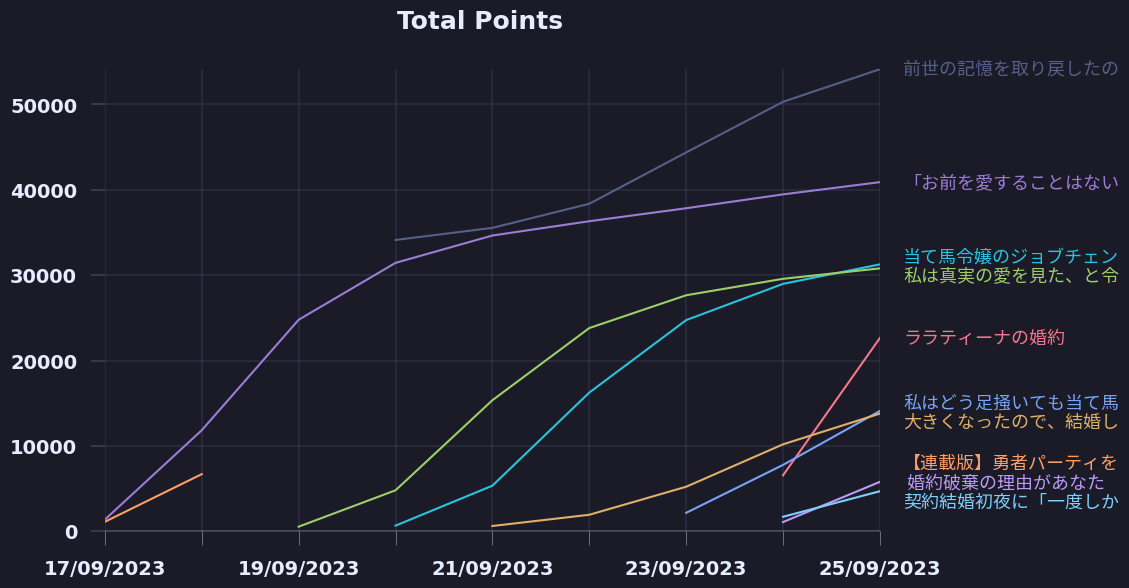 Total Points
50000
40000
30000
20000
10000
0
17/09/2023
19/09/2023
21/09/2023
23/09/2023
25/09/2023
前世の記憶を取り戻したの
「お前を愛することはない
当て馬令嬢のジョブチェン
私は真実の愛を見た、と令
ララティーナの婚約
私はどう足掻いても当て馬
大きくなったので、結婚し
【連載版】勇者パーティを
婚約破棄の理由があなた
契約結婚初夜に「一度しか